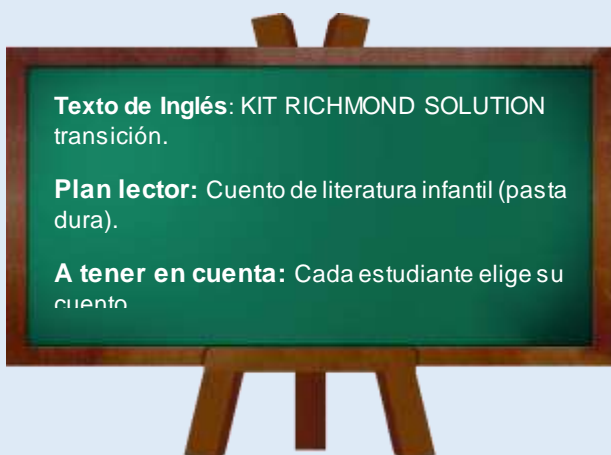 Texto de Inglés: KIT RICHMOND SOLUTION
transición.
Plan lector: Cuento de literatura infantil (pasta
dura).
A tener en cuenta: Cada estudiante elige su
cuento